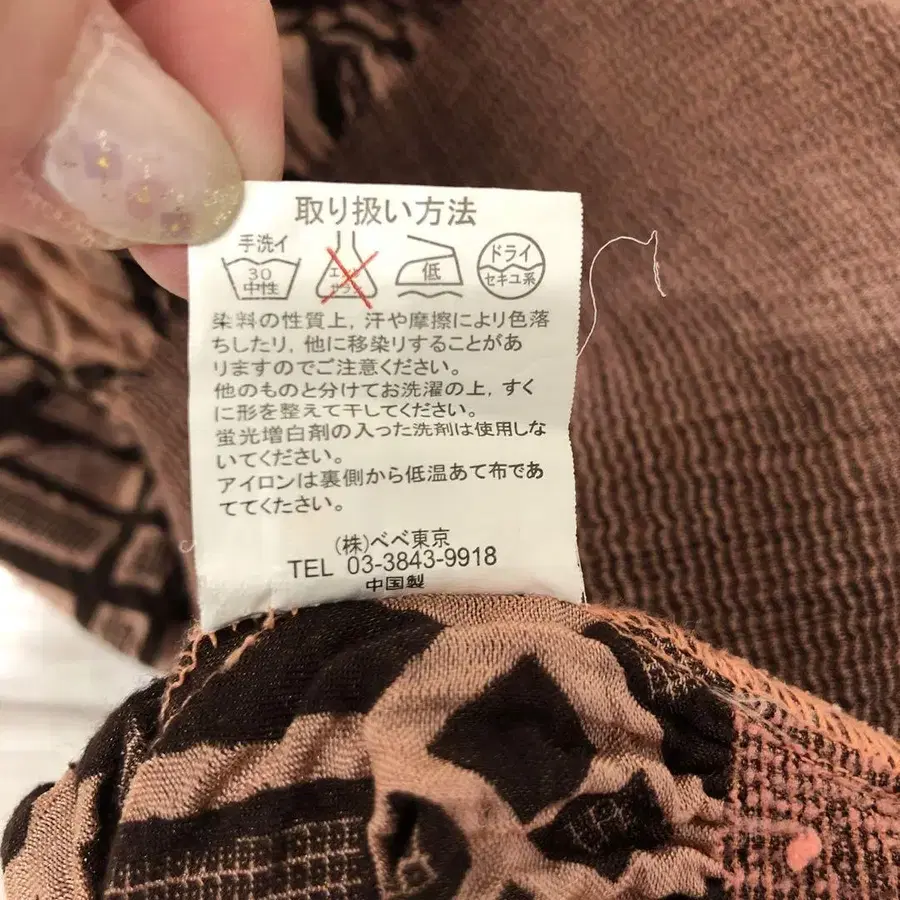 取り扱い方法
手洗イ
30
中性
エンソ
サラシ
低
ドライ
セキユ系
染料の性質上, 汗や摩擦により色落
ちしたリ, 他に移染りすることがあ
りますのでご注意ください。
他のものと分けてお洗濯の上, すぐ
に形を整えて干してください。
蛍光増白剤の入った洗剤は使用しな
いてください。
アイロンは裏側から低温あて布であ
ててください。
(株)べべ東京
TEL 03-3843-9918
中国製